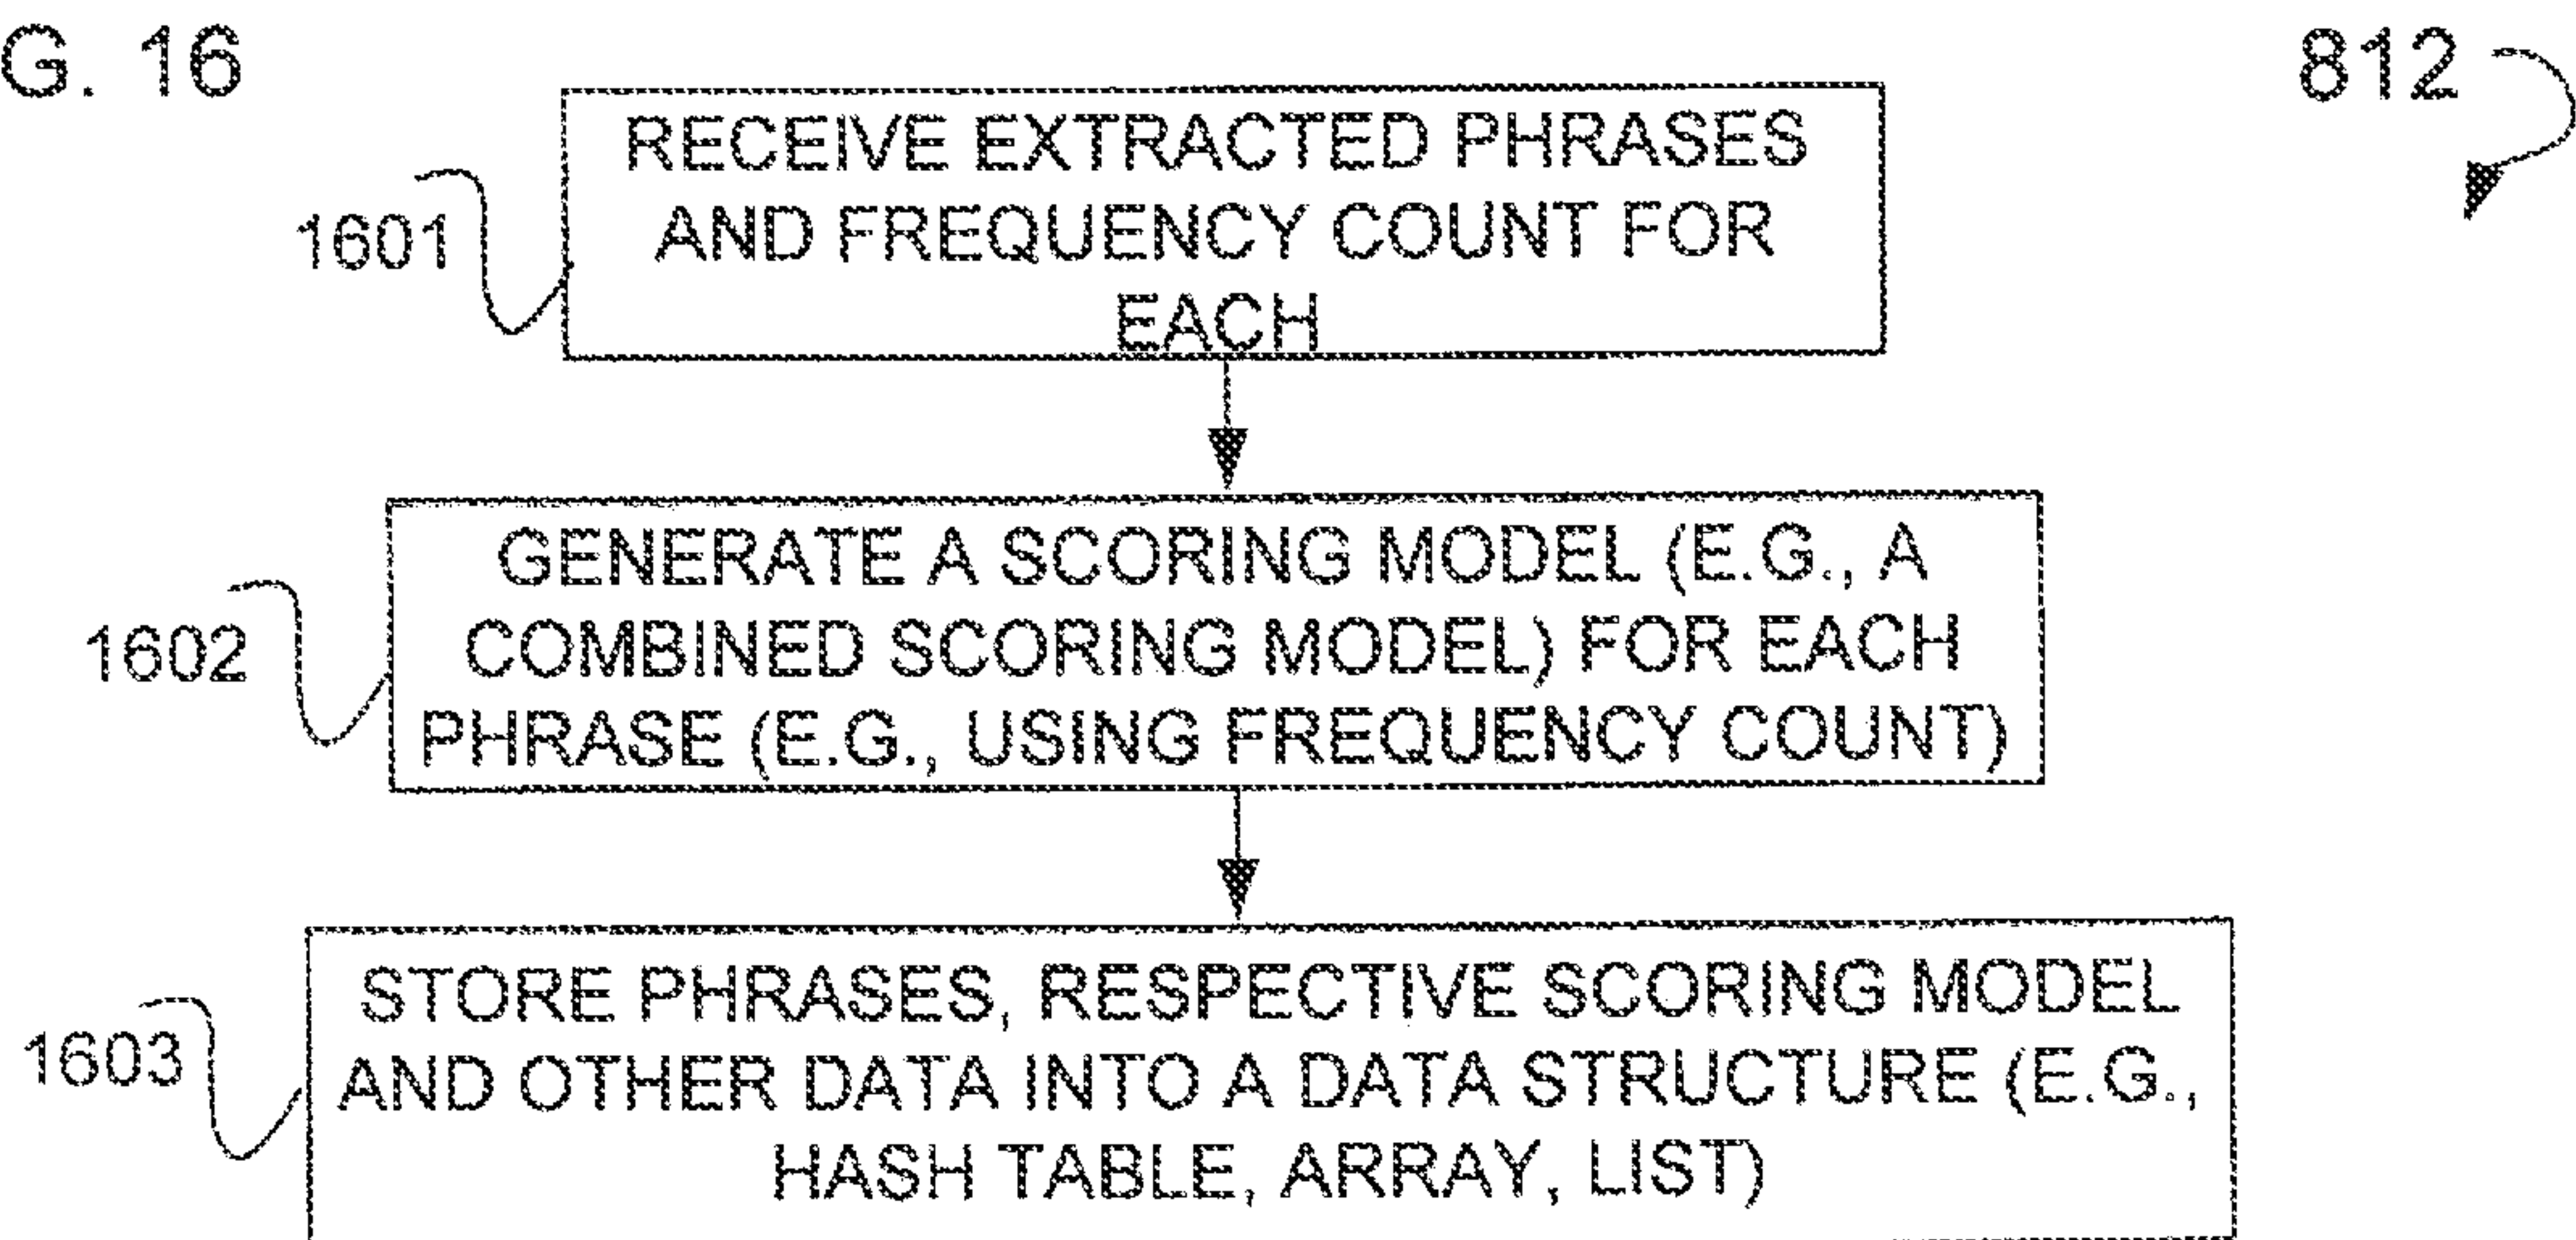 G. 16
812
RECEIVE EXTRACTED PHRASES
AND FREQUENCY COUNT FOR
EACH
1601
GENERATE A SCORING MODEL (E.G., A
COMBINED SCORING MODEL) FOR EACH
PHRASE (E.G., USING FREQUENCY COUNT)
1602
STORE PHRASES, RESPECTIVE SCORING MODEL
AND OTHER DATA INTO A DATA STRUCTURE (E.G.,
HASH TABLE, ARRAY, LIST)
1603